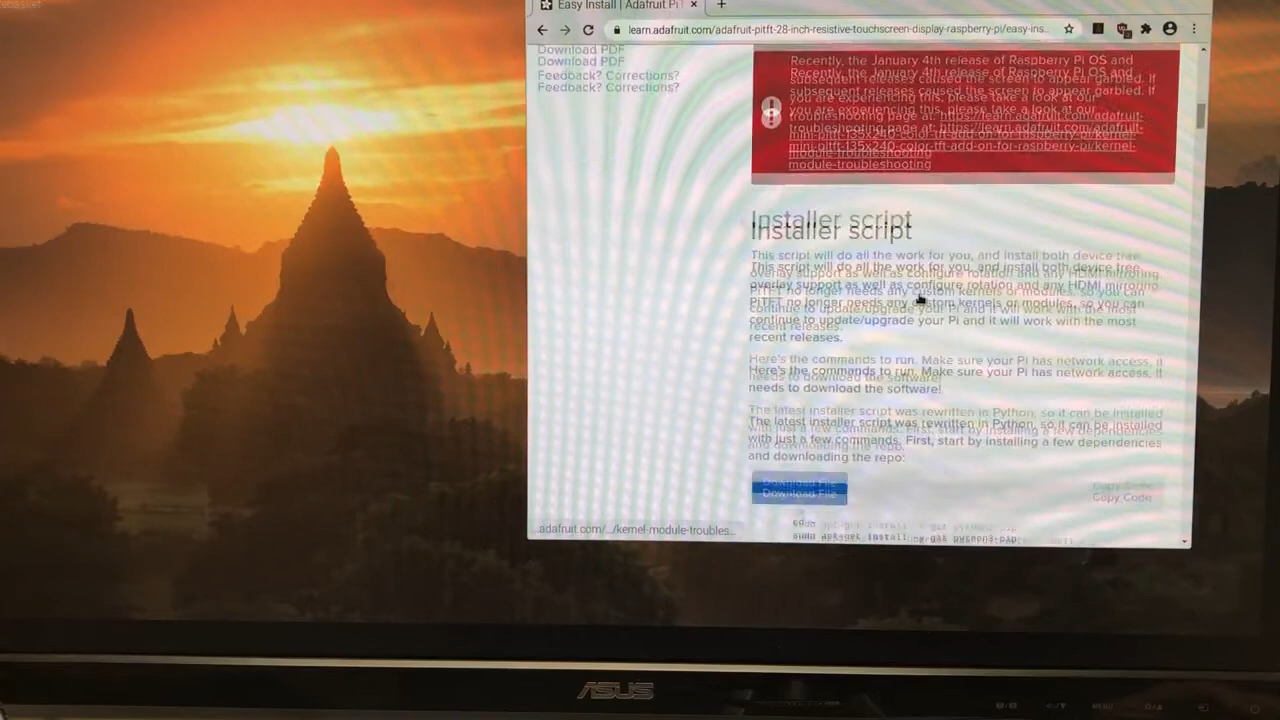 ebasket
Easy Install | Adafruit PiT
learn.adafruit.com/adafruit-pitft-28-inch-resistive-touchscreen-display-raspberry-pi/easy-ins...
Download PDF
Feedback? Corrections?
Recently, the January 4th release of Raspberry Pi OS and
subsequent releases caused the screen to appear garbled. If
you are experiencing this, please take a look at our
troubleshooting page at: https://learn.adafruit.com/adafruit-
mini-pitft-135x240-color-tft-add-on-for-raspberry-pi/kernel-
module-troubleshooting
Installer script
This script will do all the work for you, and install both device tree
overlay support as well as configure rotation and any HDMI mirroring
PiTFT no longer needs any custom kernels or modules, so you can
continue to update/upgrade your Pi and it will work with the most
recent releases.
Here's the commands to run. Make sure your Pi has network access, it
needs to download the software!
The latest installer script was rewritten in Python, so it can be installed
with just a few commands. First, start by installing a few dependencies
and downloading the repo:
Download File
Copy Code
sudo apt-get install
.adafruit.com/.../kernel-module-troubles...
ASUS
MENU